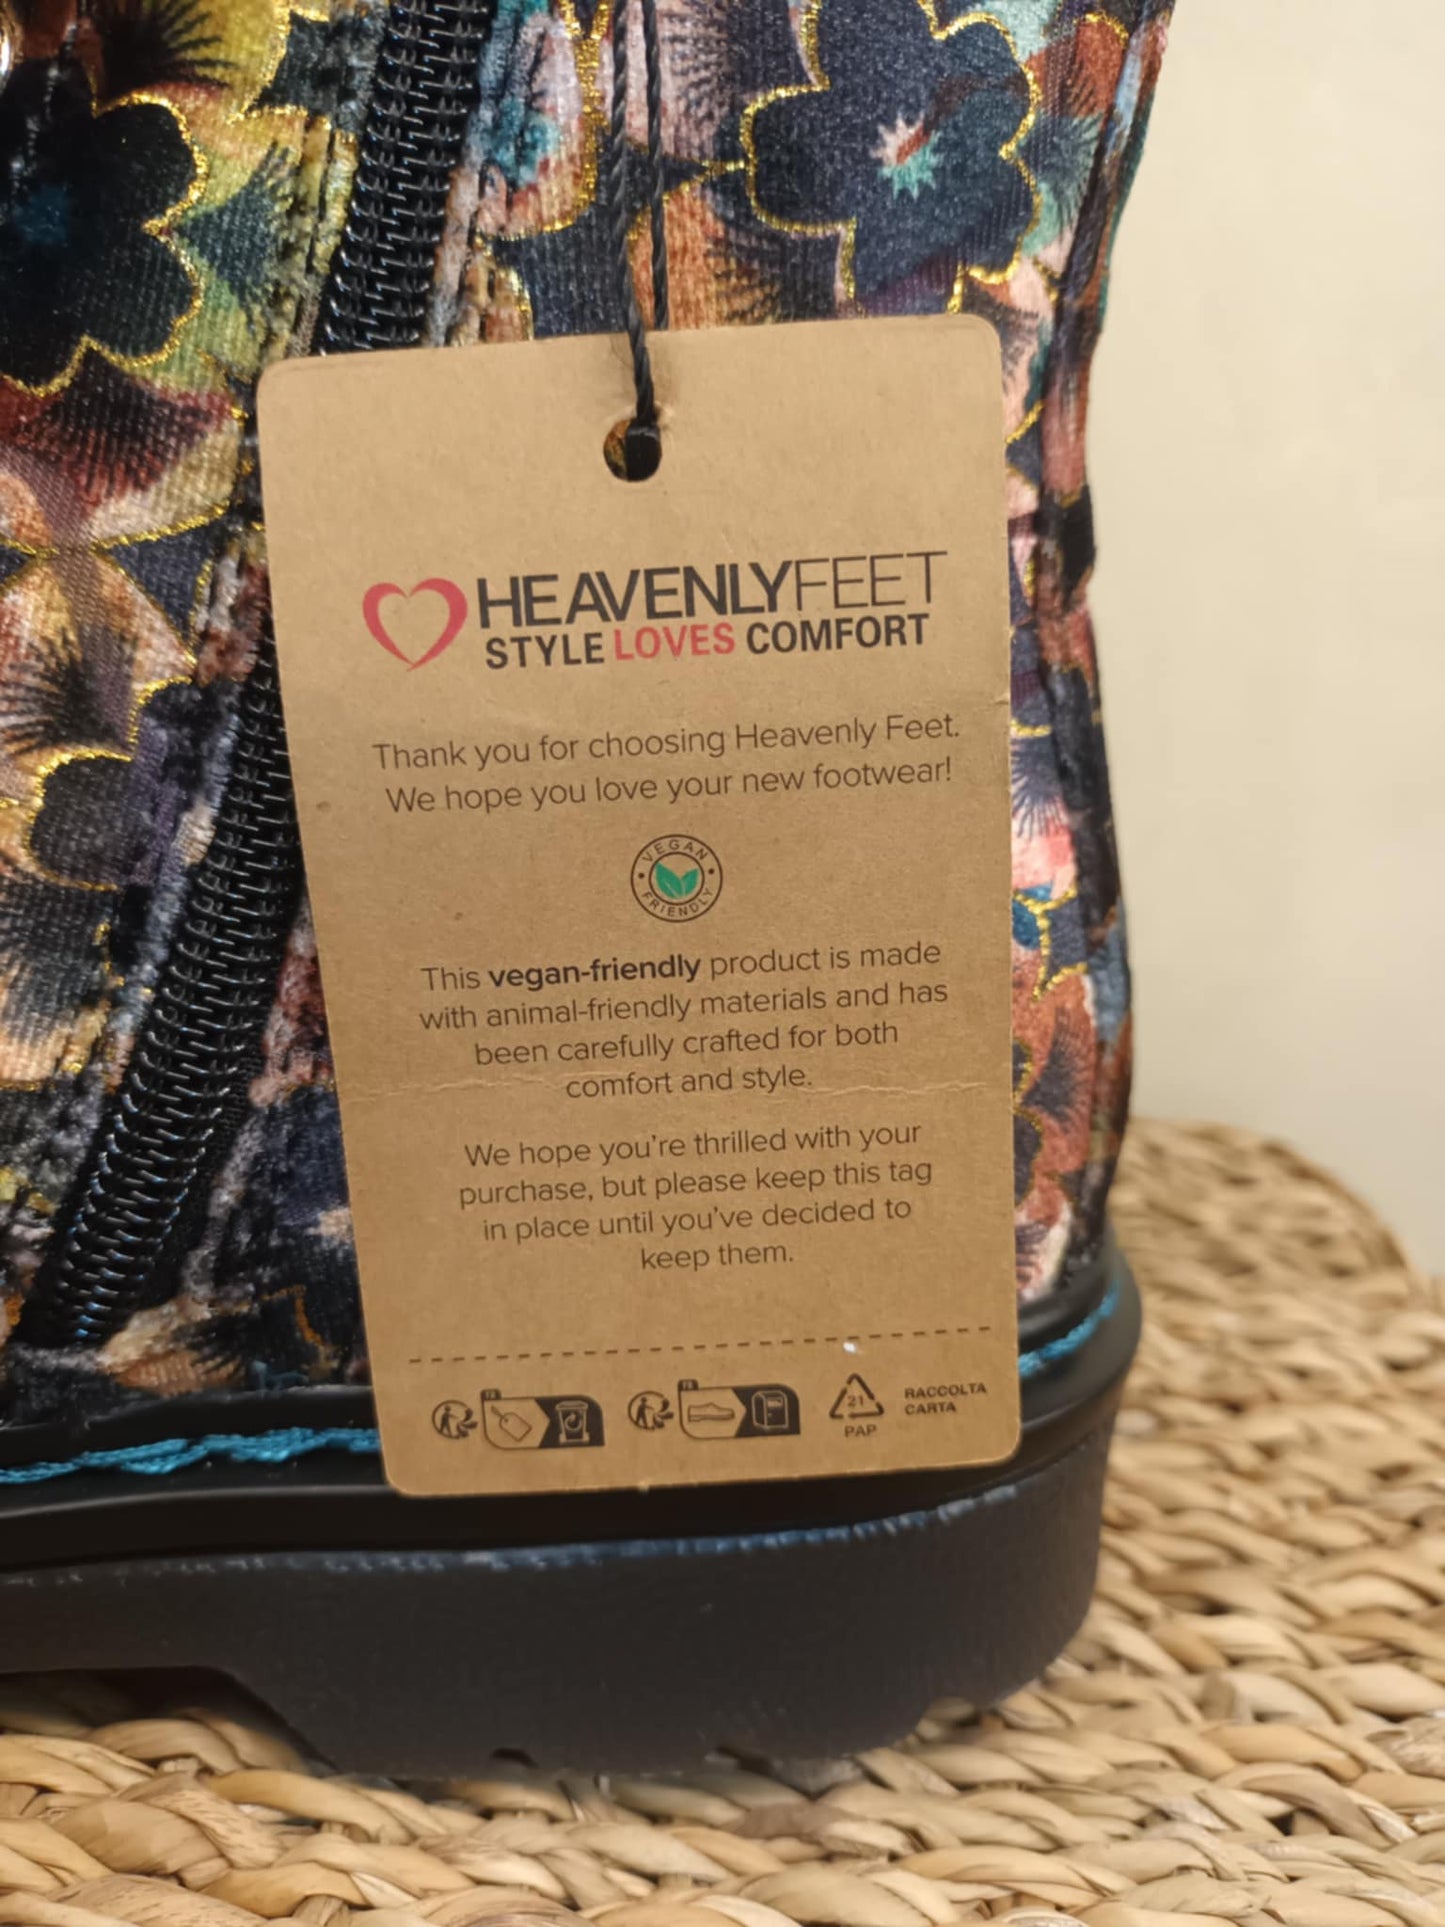 HEAVENLYFEET
STYLE LOVES COMFORT
Thank you for choosing Heavenly Feet.
We hope you love your new footwear!
VEGAN
FRIENDLY
This vegan-friendly product is made
with animal-friendly materials and has
been carefully crafted for both
comfort and style.
We hope you're thrilled with your
purchase, but please keep this tag
in place until you've decided to
keep them.
FR
FR
21
PAP
RACCOLTA
CARTA